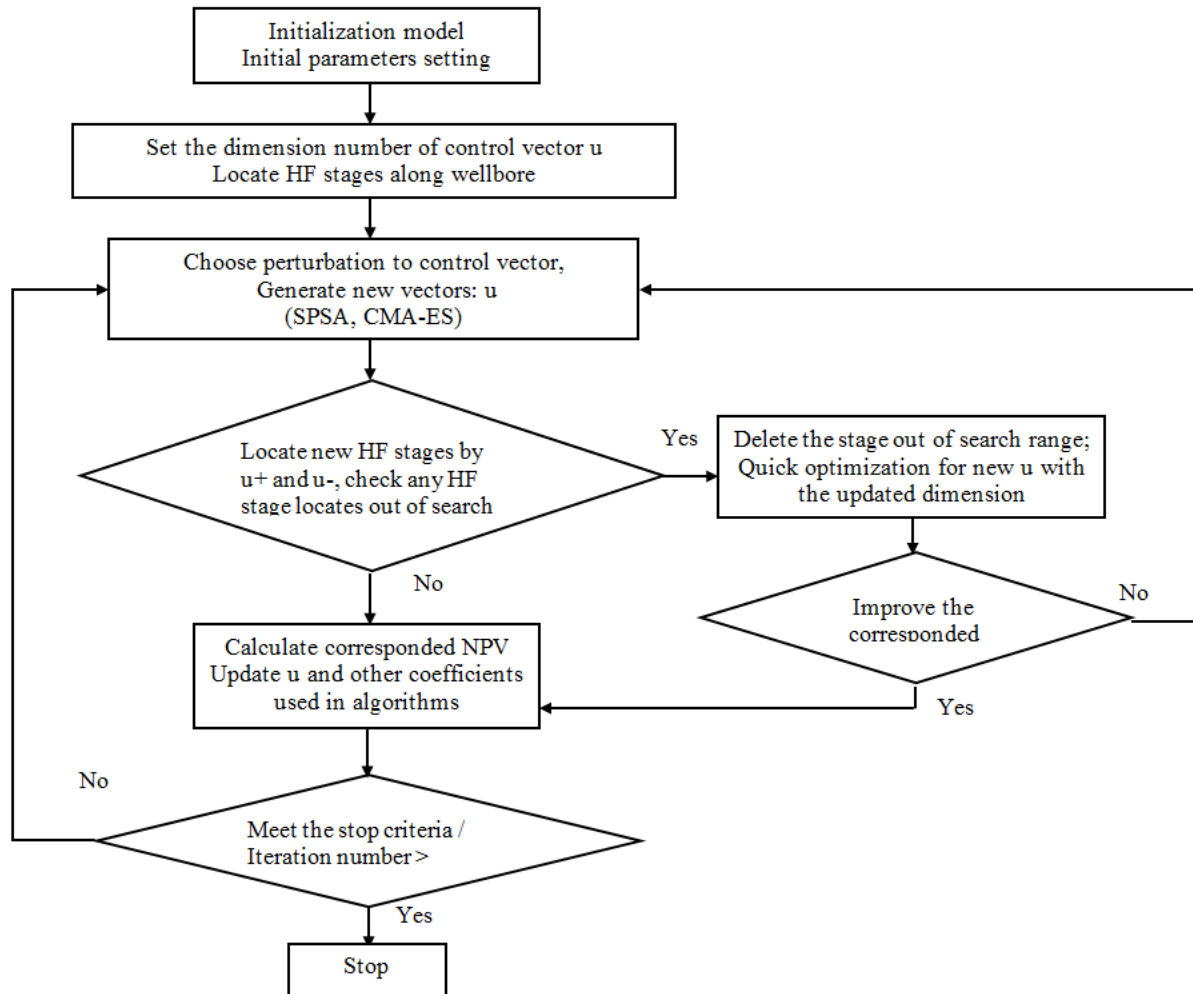 Initialization model
Initial parameters setting
Set the dimension number of control vector u
Locate HF stages along wellbore
Choose perturbation to control vector,
Generate new vectors: u
(SPSA, CMA-ES)
Locate new HF stages by
u+ and u-, check any HF
stage locates out of search
Yes
Delete the stage out of search range;
Quick optimization for new u with
the updated dimension
No
Improve the
corresponded
No
Calculate corresponded NPV
Update u and other coefficients
used in algorithms
Yes
No
Meet the stop criteria /
Iteration number >
Yes
Stop